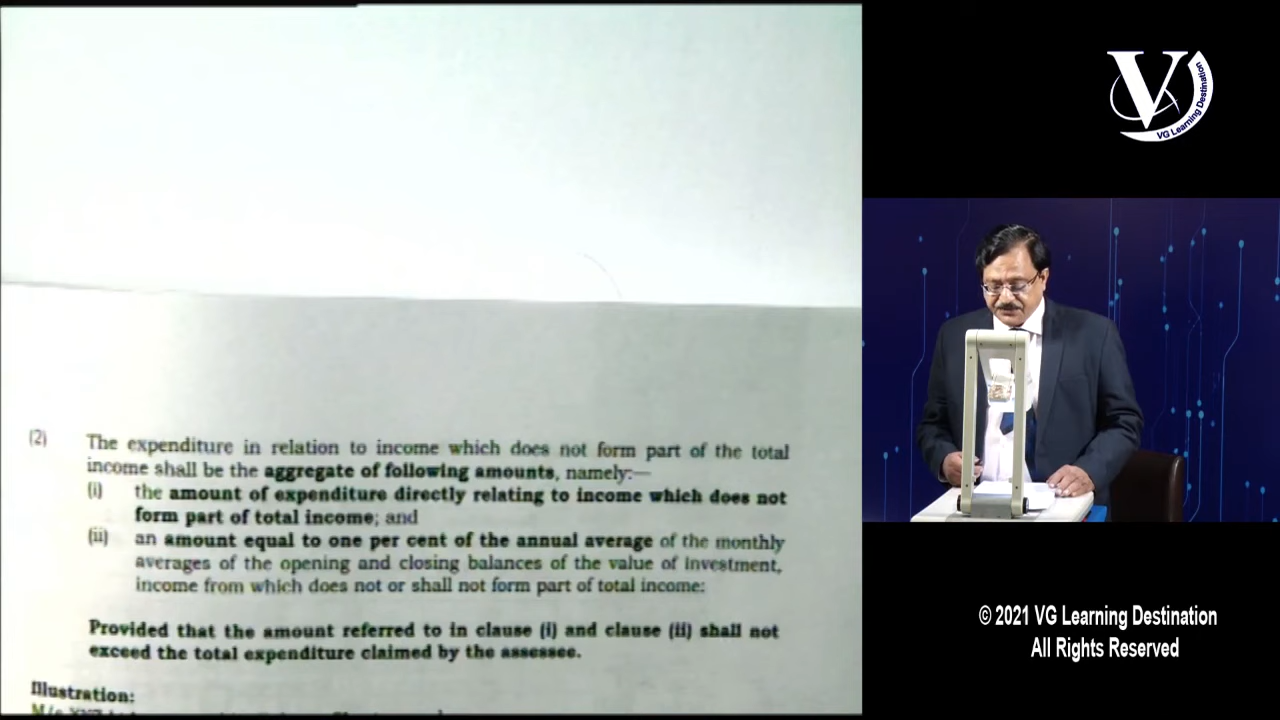 (2) The expenditure in relation to income which does not form part of the total
income shall be the aggregate of following amounts, namely:—
(i) the amount of expenditure directly relating to income which does not
form part of total income; and
(ii) an amount equal to one per cent of the annual average of the monthly
averages of the opening and closing balances of the value of investment,
income from which does not or shall not form part of total income:
Provided that the amount referred to in clause (i) and clause (ii) shall not
exceed the total expenditure claimed by the assessee.
Illustration:
V
VG Learning Destination
© 2021 VG Learning Destination
All Rights Reserved